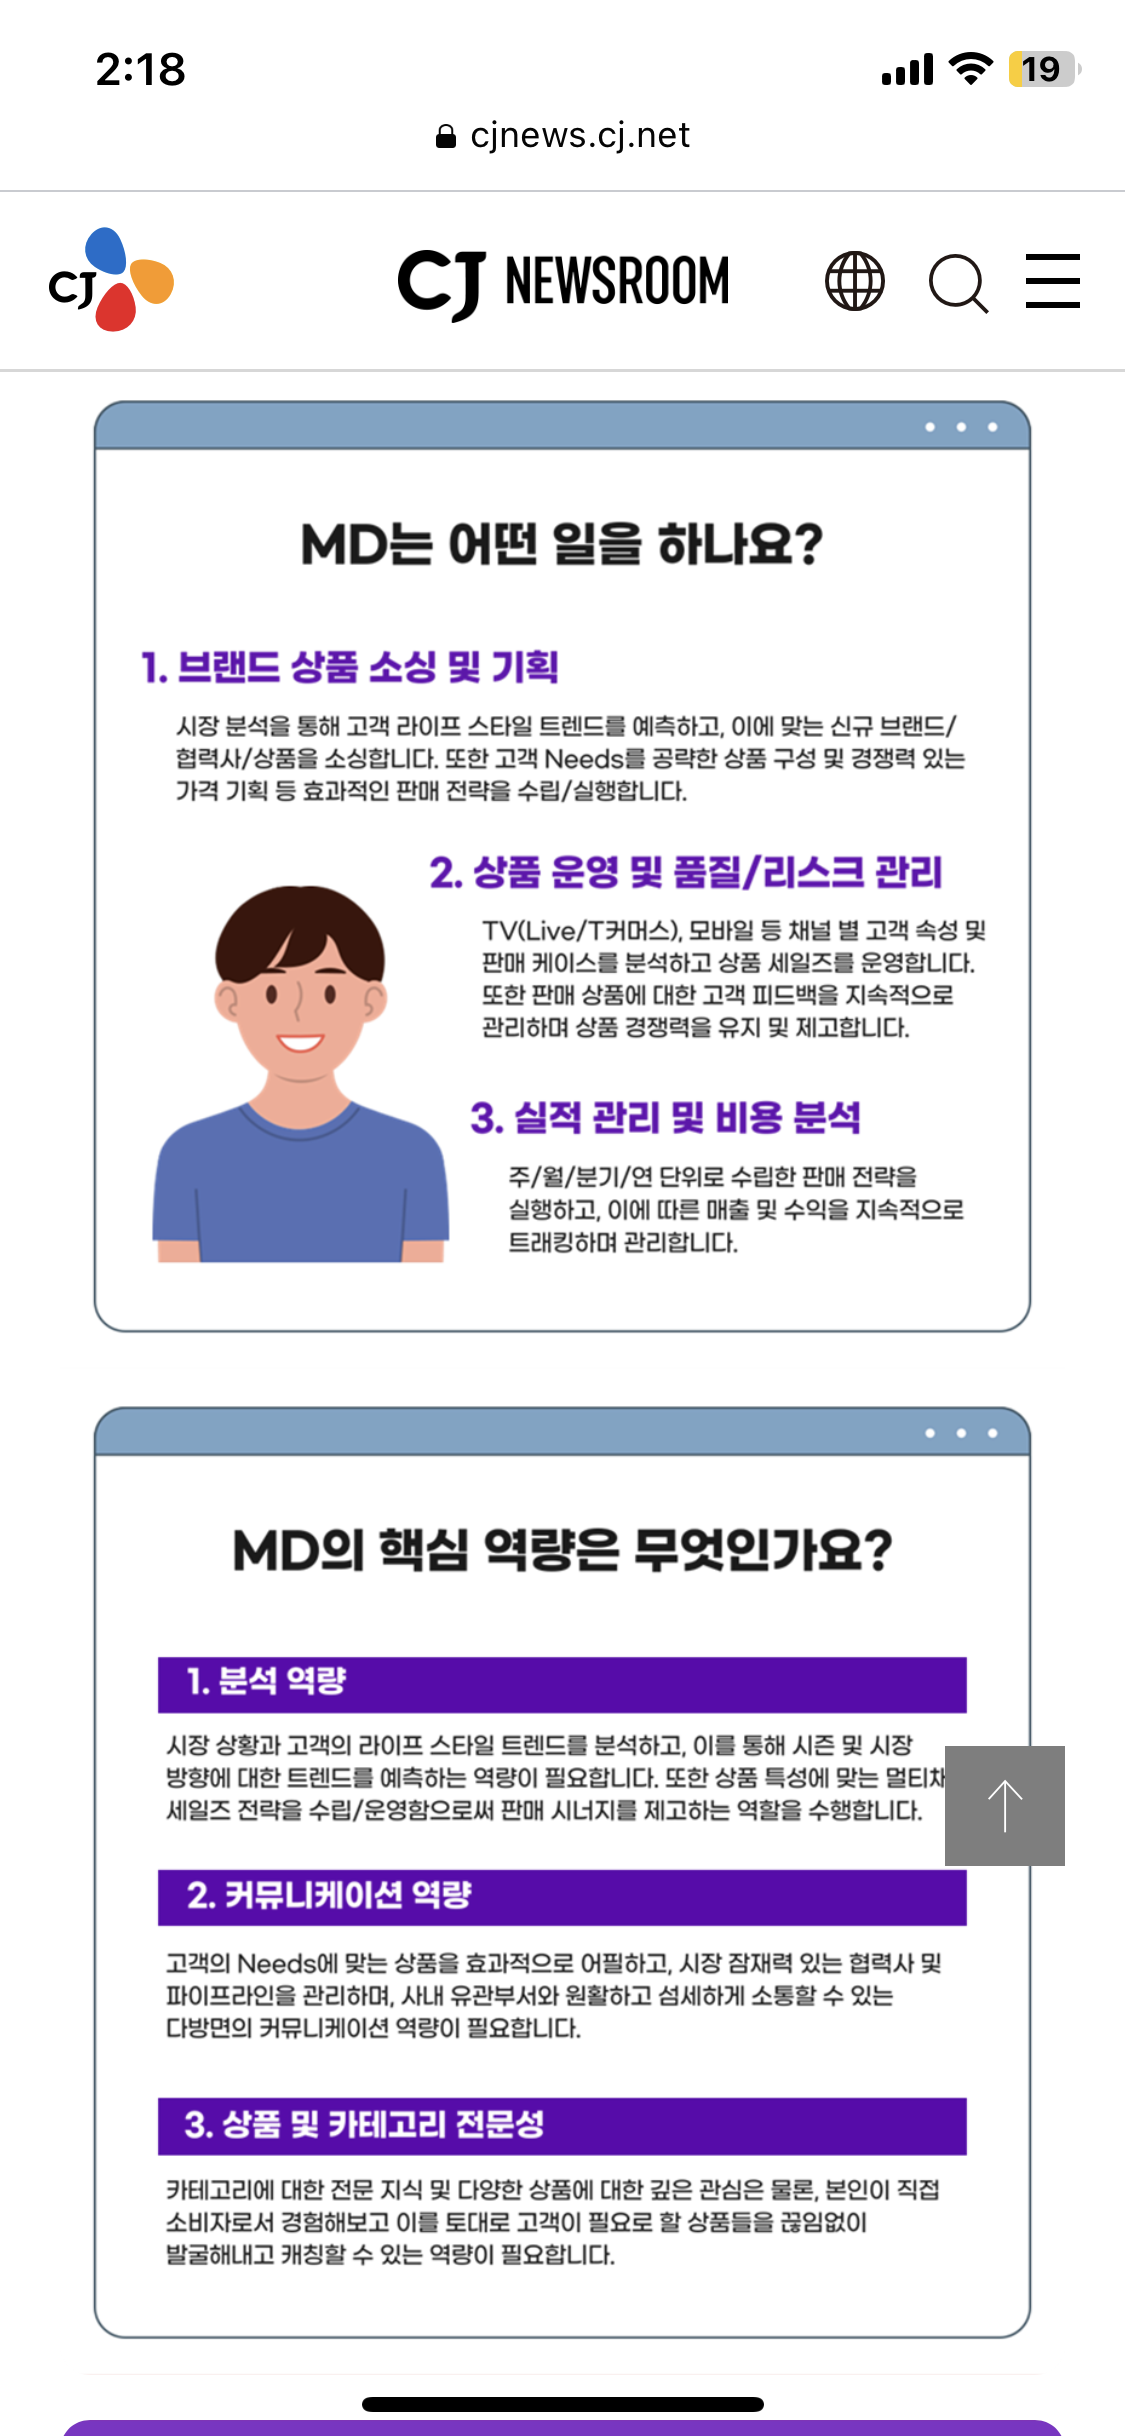 2:18
19
cjnews.cj.net
CJ
CJ NEWSROOM
MD는 어떤 일을 하나요?
1. 브랜드 상품 소싱 및 기획
시장 분석을 통해 고객 라이프 스타일 트렌드를 예측하고, 이에 맞는 신규 브랜드/
협력사/상품을 소싱합니다. 또한 고객 Needs를 공략한 상품 구성 및 경쟁력 있는
가격 기획 등 효과적인 판매 전략을 수립/실행합니다.
2. 상품 운영 및 품질/리스크 관리
TV(Live/T커머스), 모바일 등 채널 별 고객 속성 및
판매 케이스를 분석하고 상품 세일즈를 운영합니다.
또한 판매 상품에 대한 고객 피드백을 지속적으로
관리하며 상품 경쟁력을 유지 및 제고합니다.
3. 실적 관리 및 비용 분석
주/월/분기/연 단위로 수립한 판매 전략을
실행하고, 이에 따른 매출 및 수익을 지속적으로
트래킹하며 관리합니다.
MD의 핵심 역량은 무엇인가요?
1. 분석 역량
시장 상황과 고객의 라이프 스타일 트렌드를 분석하고, 이를 통해 시즌 및 시장
방향에 대한 트렌드를 예측하는 역량이 필요합니다. 또한 상품 특성에 맞는
세일즈 전략을 수립/운영함으로써 판매 시너지를 제고하는 역할을 수행합니다.
2. 커뮤니케이션 역량
고객의 Needs에 맞는 상품을 효과적으로 어필하고, 시장 잠재력 있는 협력사 및
파이프라인을 관리하며, 사내 유관부서와 원활하고 섬세하게 소통할 수 있는
다방면의 커뮤니케이션 역량이 필요합니다.
3. 상품 및 카테고리 전문성
카테고리에 대한 전문 지식 및 다양한 상품에 대한 깊은 관심은 물론, 본인이 직접
소비자로서 경험해보고 이를 토대로 고객이 필요로 할 상품들을 끊임없이
발굴해내고 캐칭할 수 있는 역량이 필요합니다.